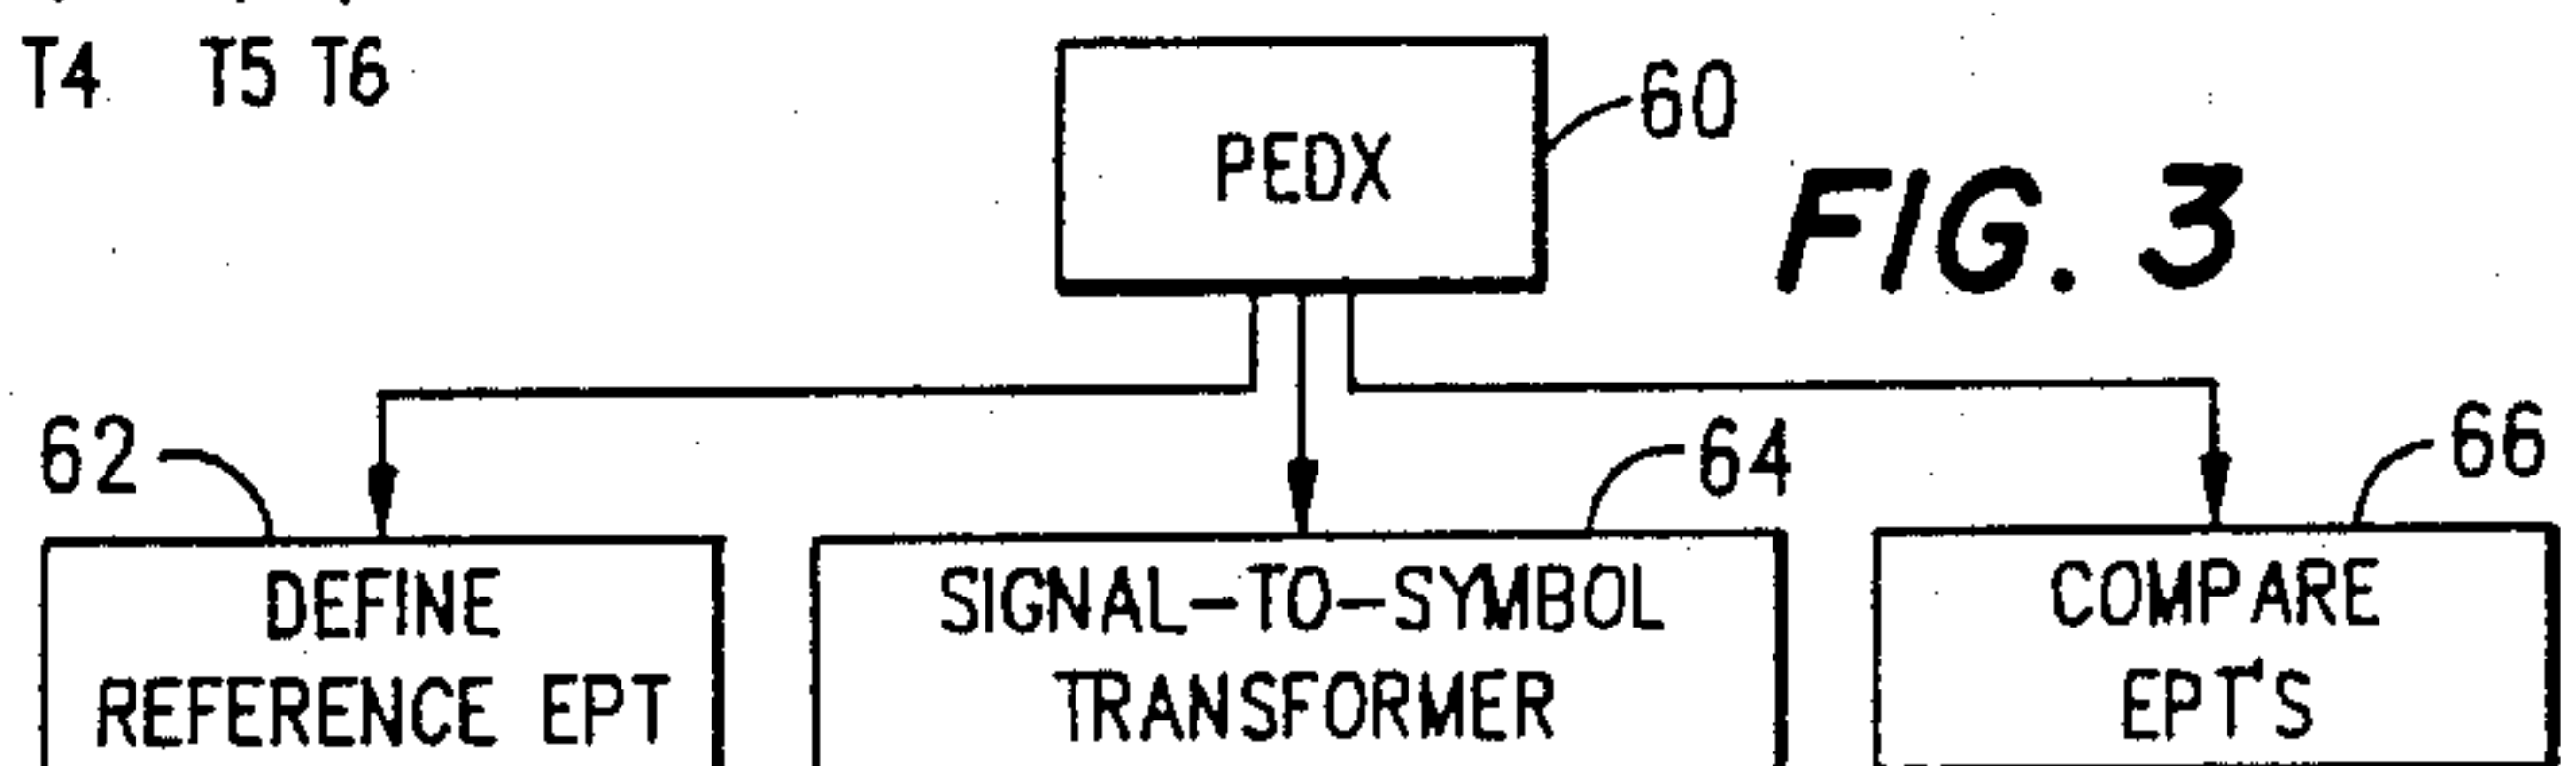 T4 T5 T6
PEDX
60
FIG. 3
62
64
66
DEFINE
REFERENCE EPT
SIGNAL-TO-SYMBOL
TRANSFORMER
COMPARE
EPT'S